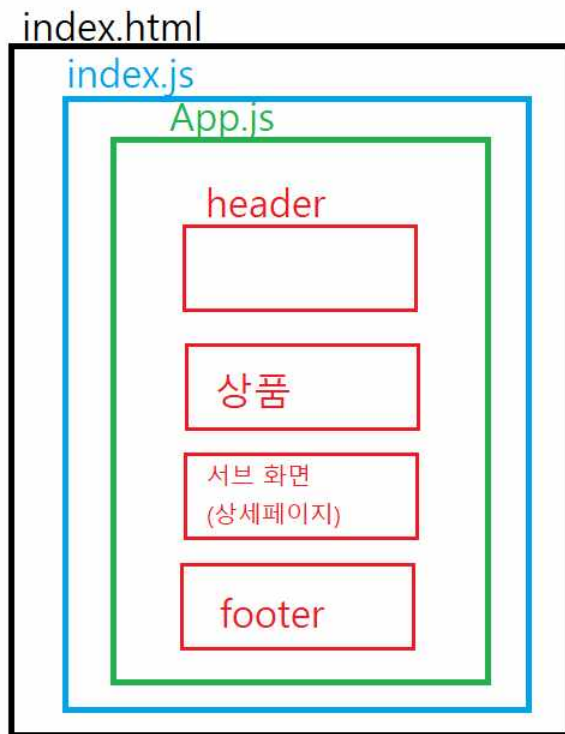 index.html
index.js
App.js
header
상품
서브 화면
(상세페이지)
footer